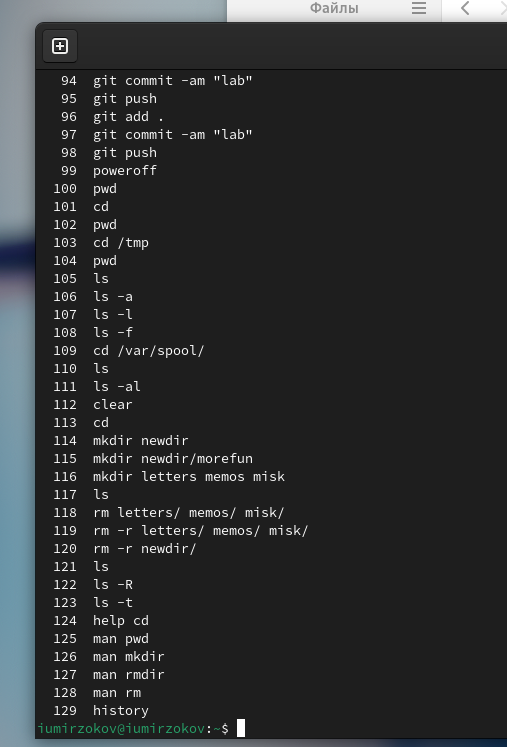 Файлы
94 git commit -am "lab"
95 git push
96 git add .
97 git commit -am "lab"
98 git push
99 poweroff
100 pwd
101 cd
102 pwd
103 cd /tmp
104 pwd
105 ls
106 ls -a
107 ls -l
108 ls -f
109 cd /var/spool/
110 ls
111 ls -al
112 clear
113 cd
114 mkdir newdir
115 mkdir newdir/morefun
116 mkdir letters memos misk
117 ls
118 rm letters/ memos/ misk/
119 rm -r letters/ memos/ misk/
120 rm -r newdir/
121 ls
122 ls -R
123 ls -t
124 help cd
125 man pwd
126 man mkdir
127 man rmdir
128 man rm
129 history
iumirzokov@iumirzokov:~$